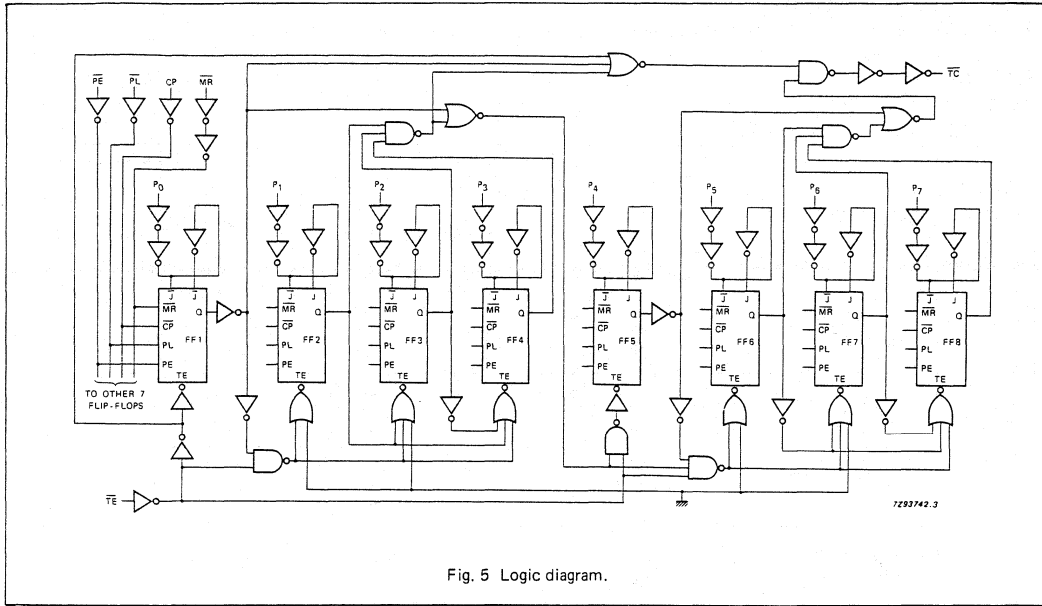 PE PL CP MR
TC
P0 P1 P2 P3 P4 P5 P6 P7
J J J J J J J J J J J J J J J J
MR Q MR Q MR Q MR Q MR Q MR Q MR Q MR Q
CP CP CP CP CP CP CP CP
FF1 FF2 FF3 FF4 FF5 FF6 FF7 FF8
PL PL PL PL PL PL PL PL
PE PE PE PE PE PE PE PE
TE TE TE TE TE TE TE TE
TO OTHER 7
FLIP-FLOPS
TE
7Z93742.3
Fig. 5 Logic diagram.